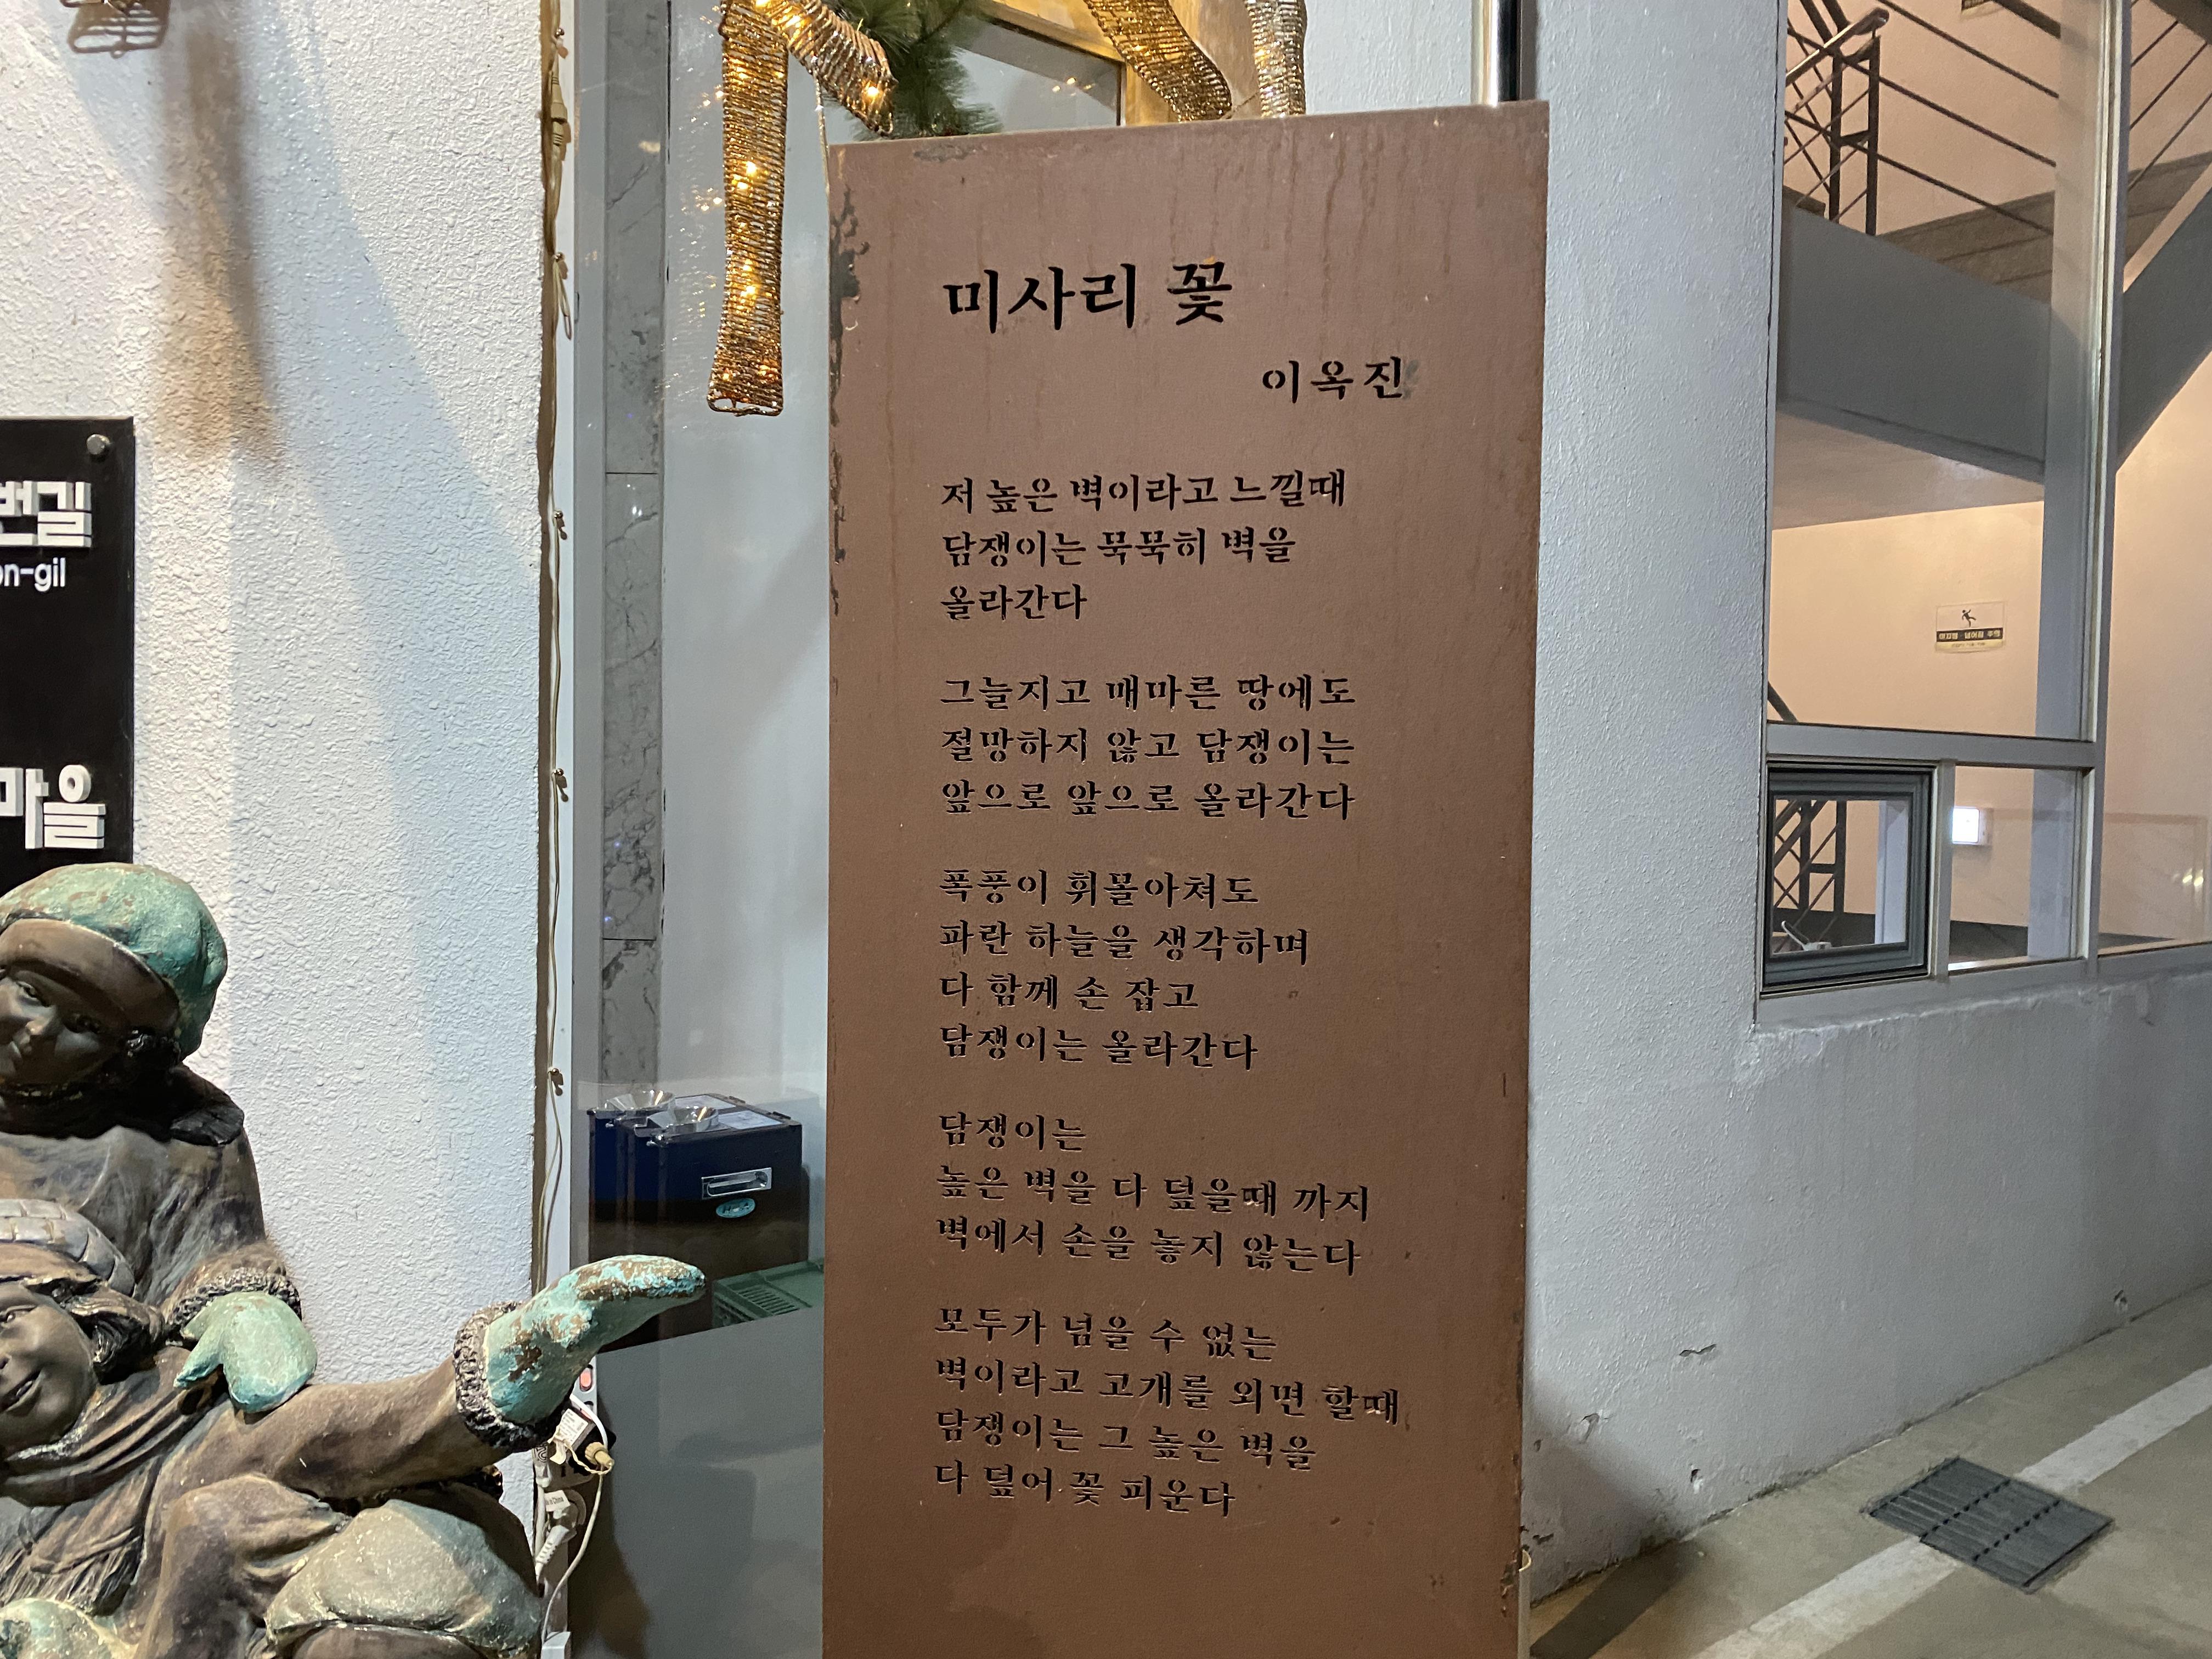 미사리 꽃
이옥진
저 높은 벽이라고 느낄때
담쟁이는 묵묵히 벽을
올라간다
그늘지고 매마른 땅에도
절망하지 않고 담쟁이는
앞으로 앞으로 올라간다
폭풍이 휘몰아쳐도
파란 하늘을 생각하며
다 함께 손 잡고
담쟁이는 올라간다
담쟁이는
높은 벽을 다 덮을때 까지
벽에서 손을 놓지 않는다
모두가 넘을 수 없는
벽이라고 고개를 외면 할때
담쟁이는 그 높은 벽을
다 덮어 꽃 피운다
번길
on-gil
마을